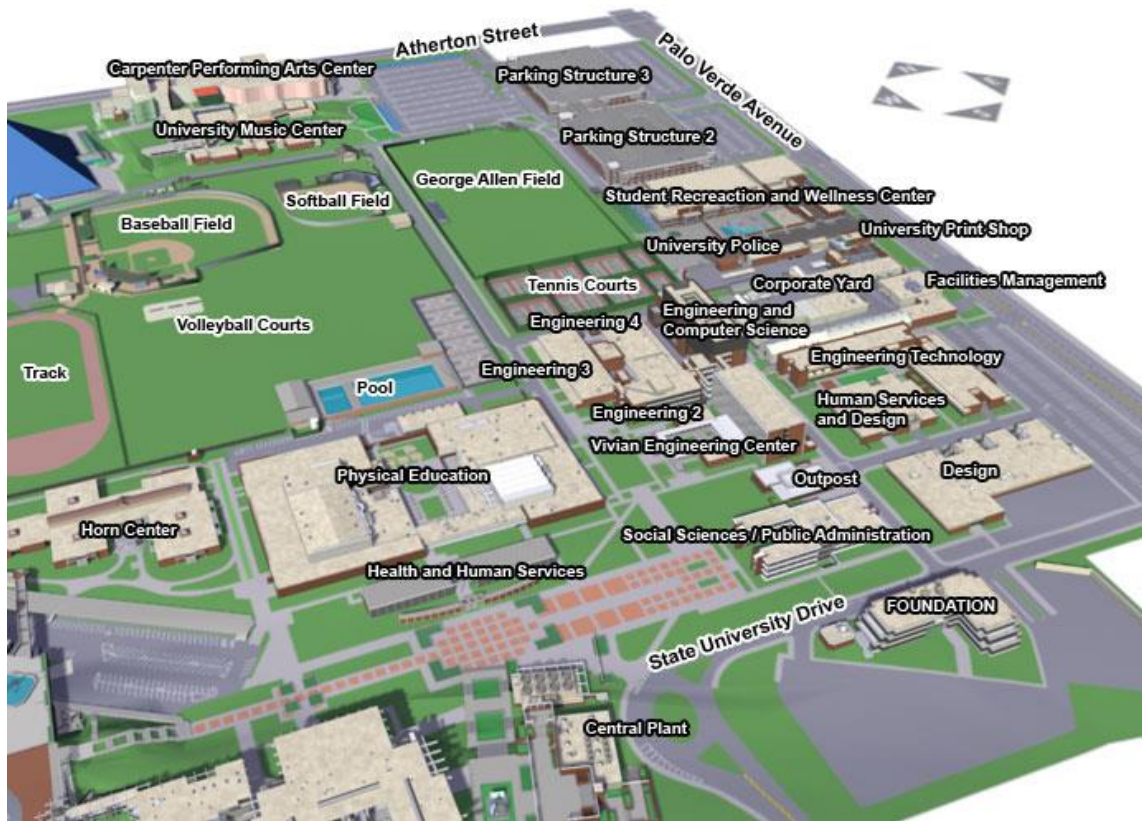 Atherton Street
Palo Verde Avenue
Carpenter Performing Arts Center
Parking Structure 3
University Music Center
Parking Structure 2
George Allen Field
Softball Field
Student Recreaction and Wellness Center
Baseball Field
University Print Shop
University Police
Tennis Courts
Corporate Yard
Facilities Management
Volleyball Courts
Engineering 4
Engineering and
Computer Science
Track
Engineering 3
Engineering Technology
Pool
Human Services
and Design
Engineering 2
Vivian Engineering Center
Physical Education
Outpost
Design
Horn Center
Social Sciences / Public Administration
Health and Human Services
FOUNDATION
State University Drive
Central Plant